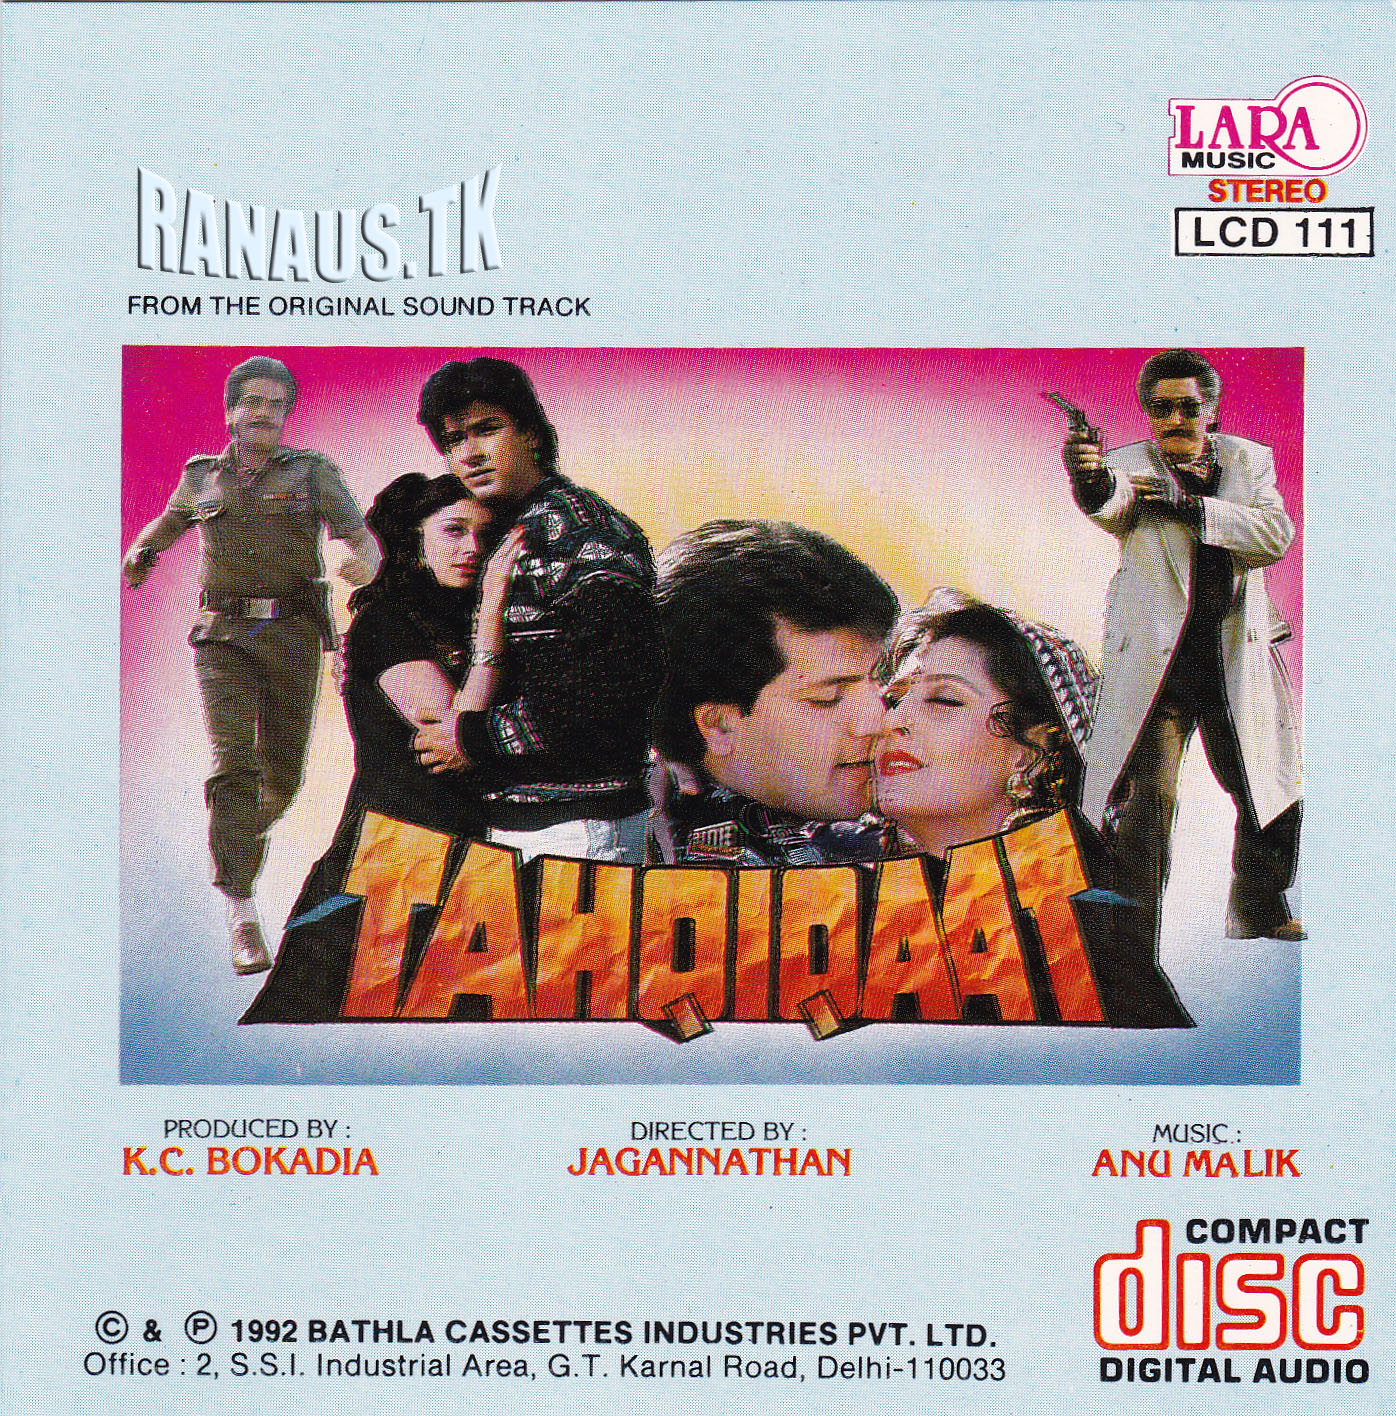 LARA
MUSIC
STEREO
LCD 111
RANAUS.TK
FROM THE ORIGINAL SOUND TRACK
TAHQIQAAT
PRODUCED BY :
K.C. BOKADIA
DIRECTED BY :
JAGANNATHAN
MUSIC :
ANU MALIK
COMPACT
disc
DIGITAL AUDIO
© & ℗ 1992 BATHLA CASSETTES INDUSTRIES PVT. LTD.
Office : 2, S.S.I. Industrial Area, G.T. Karnal Road, Delhi-110033